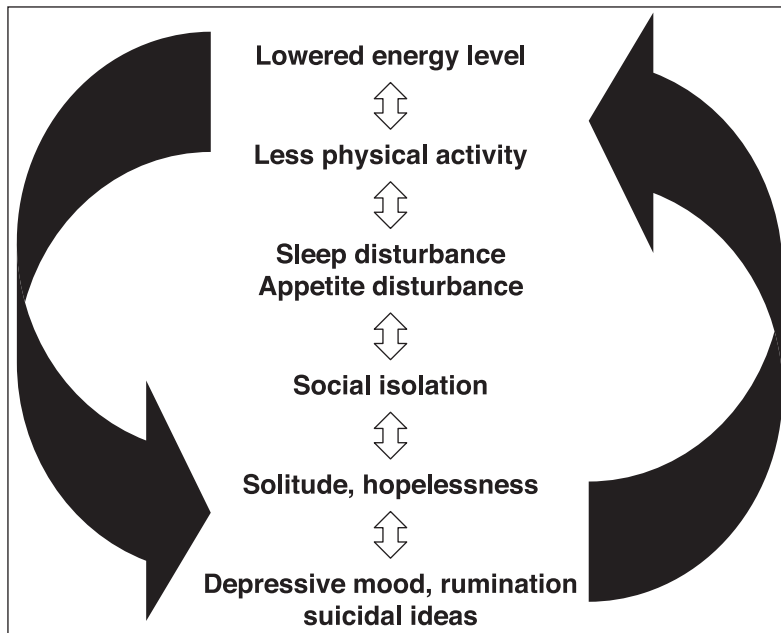 Lowered energy level
Less physical activity
Sleep disturbance
Appetite disturbance
Social isolation
Solitude, hopelessness
Depressive mood, rumination
suicidal ideas